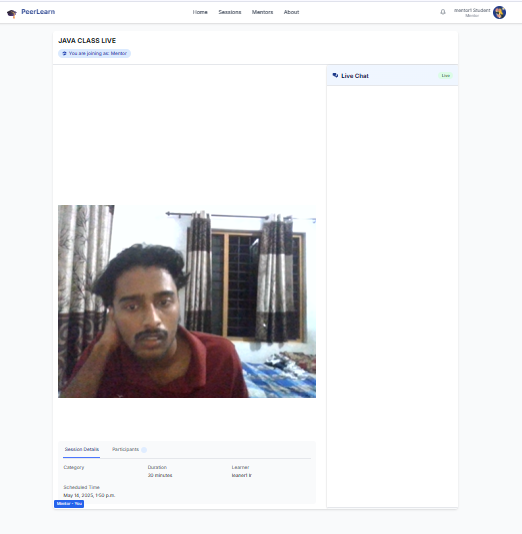 PeerLearn
Home Sessions Mentors About
mentor1 Student
Mentor
JAVA CLASS LIVE
You are joining as: Mentor
Live Chat Live
Session Details Participants
Category Duration Learner
30 minutes learner1 #
Scheduled Time
May 14, 2025, 1:50 p.m.
Mentor - You